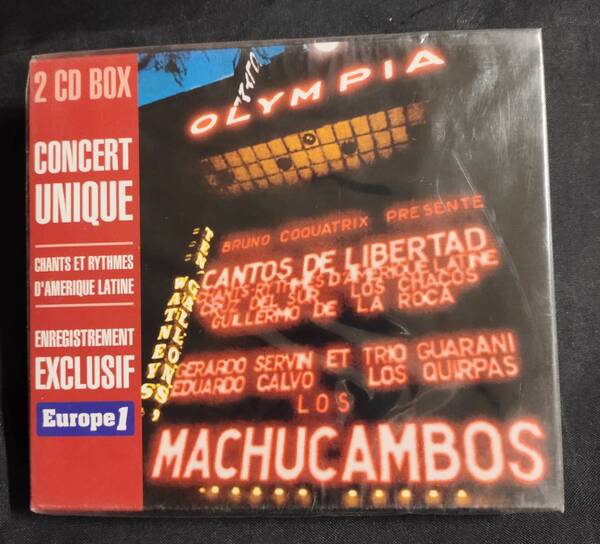 2 CD BOX
CONCERT
UNIQUE
CHANTS ET RYTHMES
D'AMERIQUE LATINE
ENREGISTREMENT
EXCLUSIF
Europe 1
OLYMPIA
BRUNO COQUATRIX PRESENTE
CANTOS DE LIBERTAD
CHANTS-RYTHMES D'AMERIQUE LATINE
CRUZ DEL SUR LOS CHACOS
GUILLERMO DE LA ROCA
GERARDO SERVIN ET TRIO GUARANI
EDUARDO CALVO LOS QUIRPAS
LOS
MACHUCAMBOS
WATNEYS